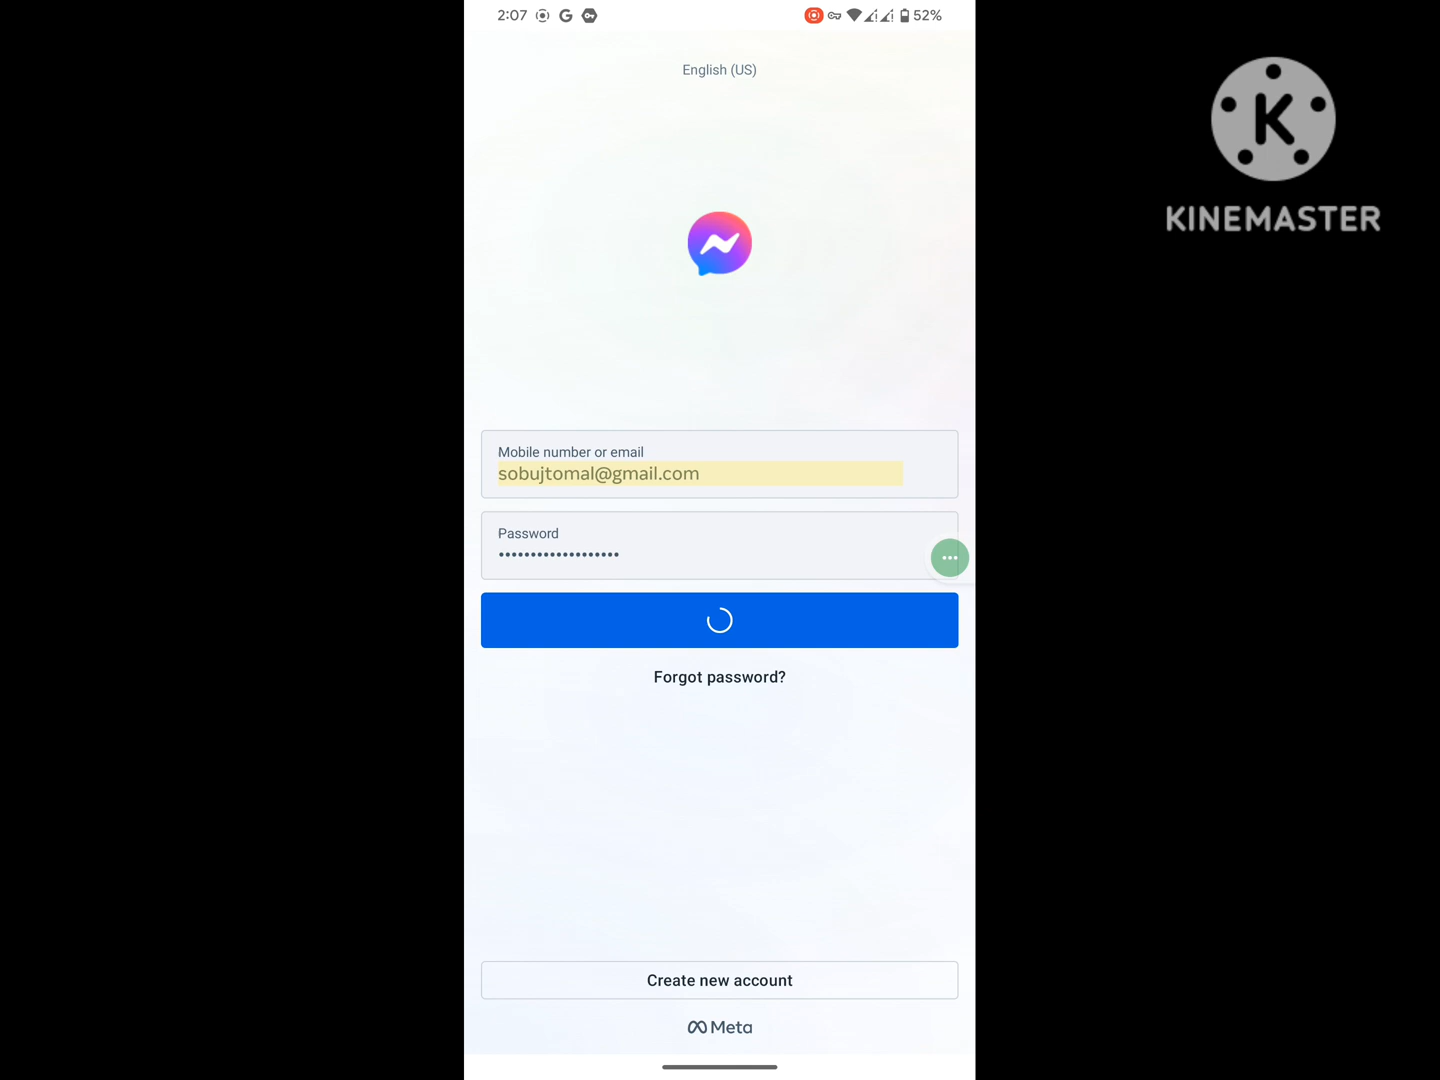 2:07 G 52%
English (US)
K
KINEMASTER
Mobile number or email
sobujtomal@gmail.com
Password
•••••••••••••••••••
Forgot password?
Create new account
Meta